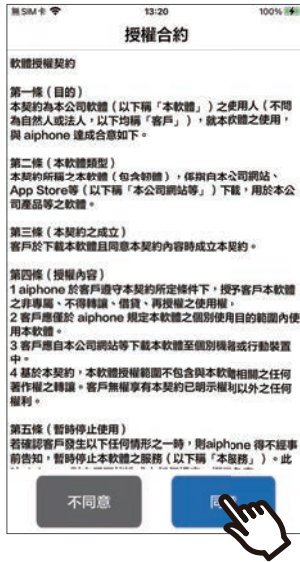 無SIM卡 13:20 100%
授權合約
軟體授權契約
第一條（目的）
本契約為本公司軟體（以下稱「本軟體」）之使用人（不問
為自然人或法人，以下均稱「客戶」），就本軟體之使用，
與 aiphone 達成合意如下。
第二條（本軟體類型）
本契約所稱之本軟體（包含韌體），係指自本公司網站、
App Store等（以下稱「本公司網站等」）下載，用於本公
司產品等之軟體。
第三條（本契約之成立）
客戶於下載本軟體且同意本契約內容時成立本契約。
第四條（授權內容）
1 aiphone 於客戶遵守本契約所定條件下，授予客戶本軟體
之非專屬、不得轉讓、借貸、再授權之使用權。
2 客戶應僅於 aiphone 規定本軟體之個別使用目的範圍內使
用本軟體。
3 客戶應自本公司網站等下載本軟體至個別機器或行動裝置
中。
4 基於本契約，本軟體授權範圍不包含與本軟體相關之任何
著作權之轉讓。客戶無權享有本契約已明示權利以外之任何
權利。
第五條（暫時停止使用）
若確認客戶發生以下任何情形之一時，則aiphone 得不經事
前告知，暫時停止本軟體之服務（以下稱「本服務」）。此
不同意
同